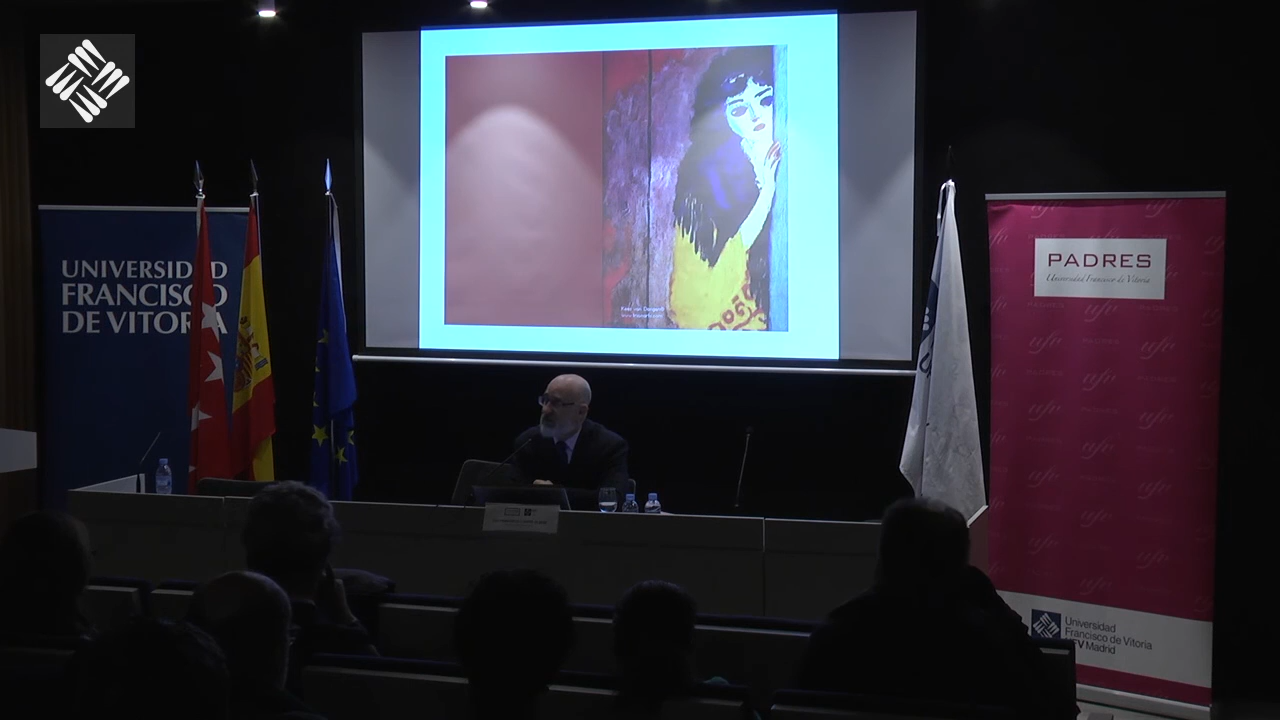 UNIVERSIDAD
FRANCISCO
DE VITORIA
PADRES
Universidad Francisco de Vitoria
Universidad
Francisco de Vitoria
UFV Madrid